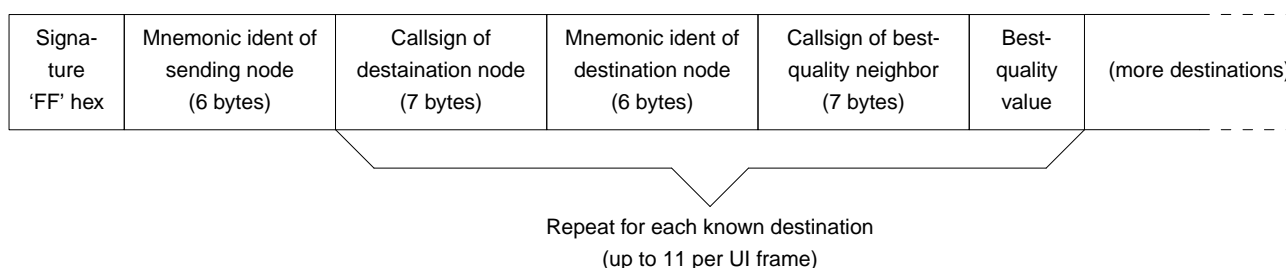 Signa-
ture
‘FF’ hex
Mnemonic ident of
sending node
(6 bytes)
Callsign of
destaination node
(7 bytes)
Mnemonic ident of
destination node
(6 bytes)
Callsign of best-
quality neighbor
(7 bytes)
Best-
quality
value
(more destinations)
Repeat for each known destination
(up to 11 per UI frame)